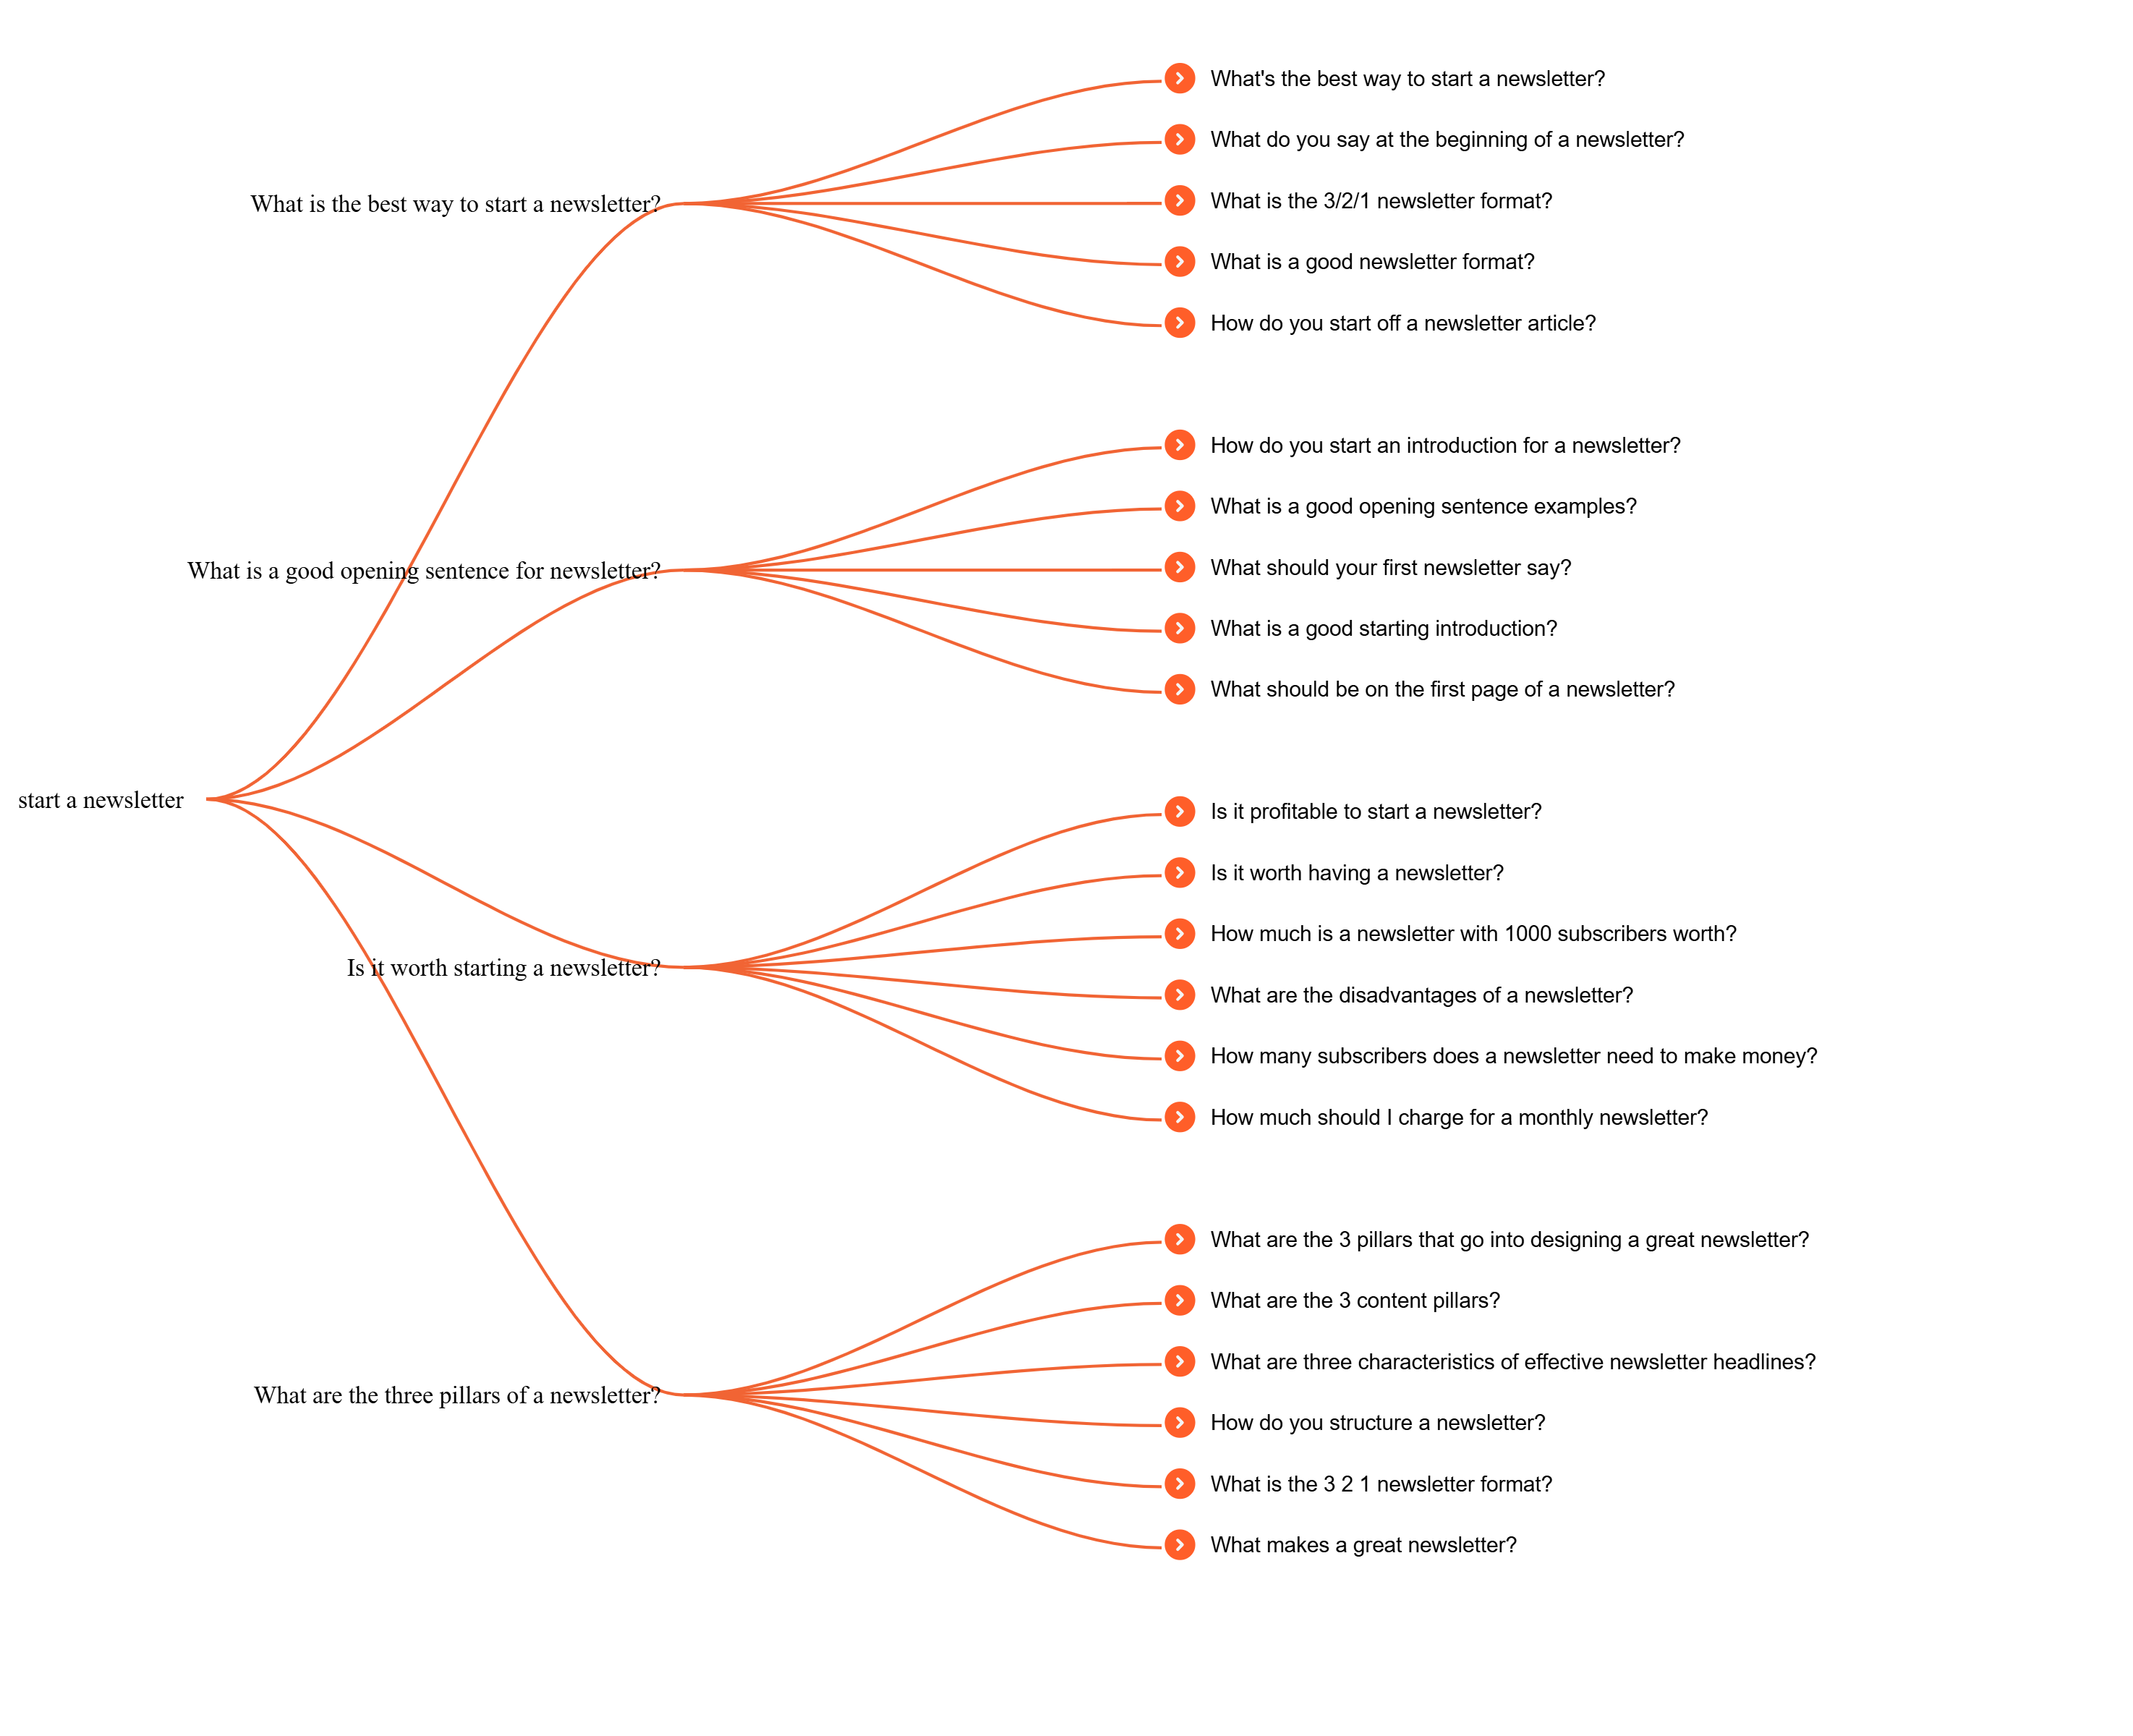 start a newsletter
What is the best way to start a newsletter?
What's the best way to start a newsletter?
What do you say at the beginning of a newsletter?
What is the 3/2/1 newsletter format?
What is a good newsletter format?
How do you start off a newsletter article?
What is a good opening sentence for newsletter?
How do you start an introduction for a newsletter?
What is a good opening sentence examples?
What should your first newsletter say?
What is a good starting introduction?
What should be on the first page of a newsletter?
Is it worth starting a newsletter?
Is it profitable to start a newsletter?
Is it worth having a newsletter?
How much is a newsletter with 1000 subscribers worth?
What are the disadvantages of a newsletter?
How many subscribers does a newsletter need to make money?
How much should I charge for a monthly newsletter?
What are the three pillars of a newsletter?
What are the 3 pillars that go into designing a great newsletter?
What are the 3 content pillars?
What are three characteristics of effective newsletter headlines?
How do you structure a newsletter?
What is the 3 2 1 newsletter format?
What makes a great newsletter?